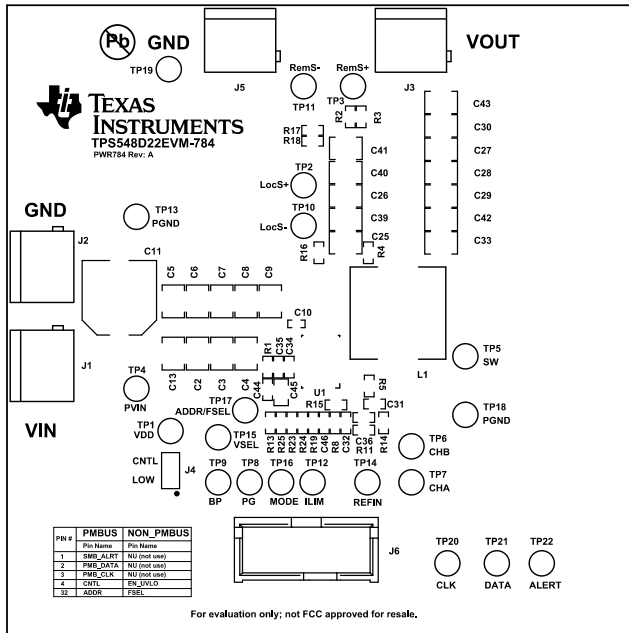 Pb
GND
VOUT
TP19
J5
J3
RemS-
RemS+
TP11
TP3
R2
R3
TEXAS
INSTRUMENTS
TPS548D22EVM-784
PWR784 Rev: A
R17
R18
C43
C30
C41
C27
TP2
C40
C28
LocS+
C26
C29
TP10
C39
C42
LocS-
C25
C33
R16
R4
GND
TP13
PGND
J2
C11
C5
C6
C7
C8
C9
C10
J1
C13
C2
C3
C4
R1
C35
C34
C44
C45
U1
L1
TP5
SW
TP4
PVIN
TP17
ADDR/FSEL
R15
R5
C31
TP18
PGND
VIN
TP1
VDD
TP15
VSEL
R13
R25
R23
R24
R19
C46
R8
C32
C36
R11
R14
TP6
CHB
CNTL
J4
LOW
TP9
TP8
TP16
TP12
TP14
TP7
CHA
BP
PG
MODE
ILIM
REFIN
PIN # PMBUS NON_PMBUS
Pin Name Pin Name
1 SMB_ALRT NU (not use)
2 PMB_DATA NU (not use)
3 PMB_CLK NU (not use)
4 CNTL EN_UVLO
32 ADDR FSEL
J6
TP20
TP21
TP22
CLK
DATA
ALERT
For evaluation only; not FCC approved for resale.